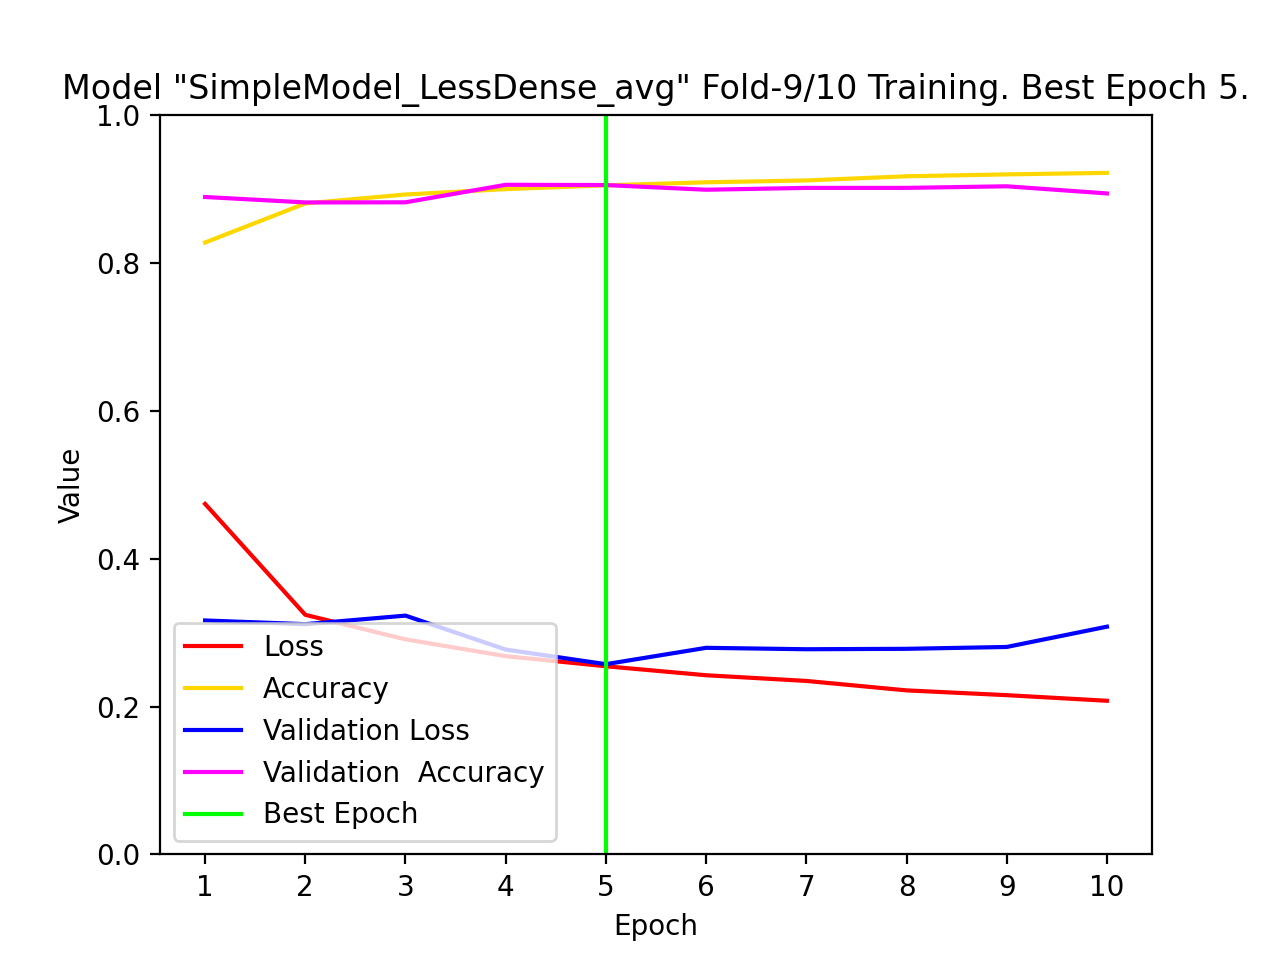 Model "SimpleModel_LessDense_avg" Fold-9/10 Training. Best Epoch 5.
1.0
0.8
0.6
0.4
0.2
0.0
Value
Loss
Accuracy
Validation Loss
Validation  Accuracy
Best Epoch
1 2 3 4 5 6 7 8 9 10
Epoch